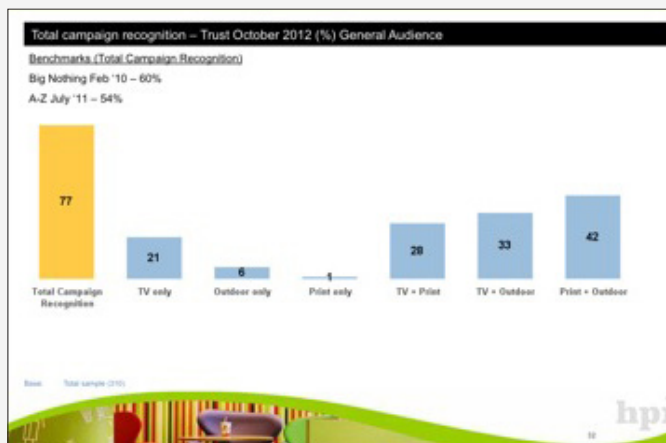 Total campaign recognition – Trust October 2012 (%) General Audience
Benchmarks (Total Campaign Recognition)
Big Nothing Feb '10 – 60%
A-Z July '11 – 54%
77
21
6
1
28
33
42
Total Campaign Recognition
TV only
Outdoor only
Print only
TV + Print
TV + Outdoor
Print + Outdoor
Total sample (310)
hpi